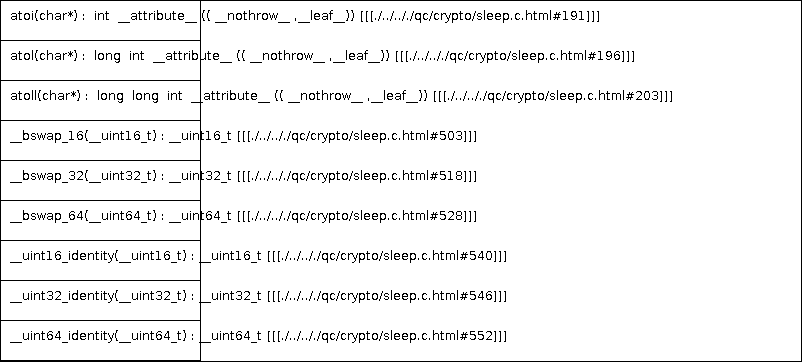 atoi(char*) : int __attribute__ (( __nothrow__ ,__leaf__)) [[[./../../../qc/crypto/sleep.c.html#191]]]
atol(char*) : long int __attribute__ (( __nothrow__ ,__leaf__)) [[[./../../../qc/crypto/sleep.c.html#196]]]
atoll(char*) : long long int __attribute__ (( __nothrow__ ,__leaf__)) [[[./../../../qc/crypto/sleep.c.html#203]]]
__bswap_16(__uint16_t) : __uint16_t [[[./../../../qc/crypto/sleep.c.html#503]]]
__bswap_32(__uint32_t) : __uint32_t [[[./../../../qc/crypto/sleep.c.html#518]]]
__bswap_64(__uint64_t) : __uint64_t [[[./../../../qc/crypto/sleep.c.html#528]]]
__uint16_identity(__uint16_t) : __uint16_t [[[./../../../qc/crypto/sleep.c.html#540]]]
__uint32_identity(__uint32_t) : __uint32_t [[[./../../../qc/crypto/sleep.c.html#546]]]
__uint64_identity(__uint64_t) : __uint64_t [[[./../../../qc/crypto/sleep.c.html#552]]]